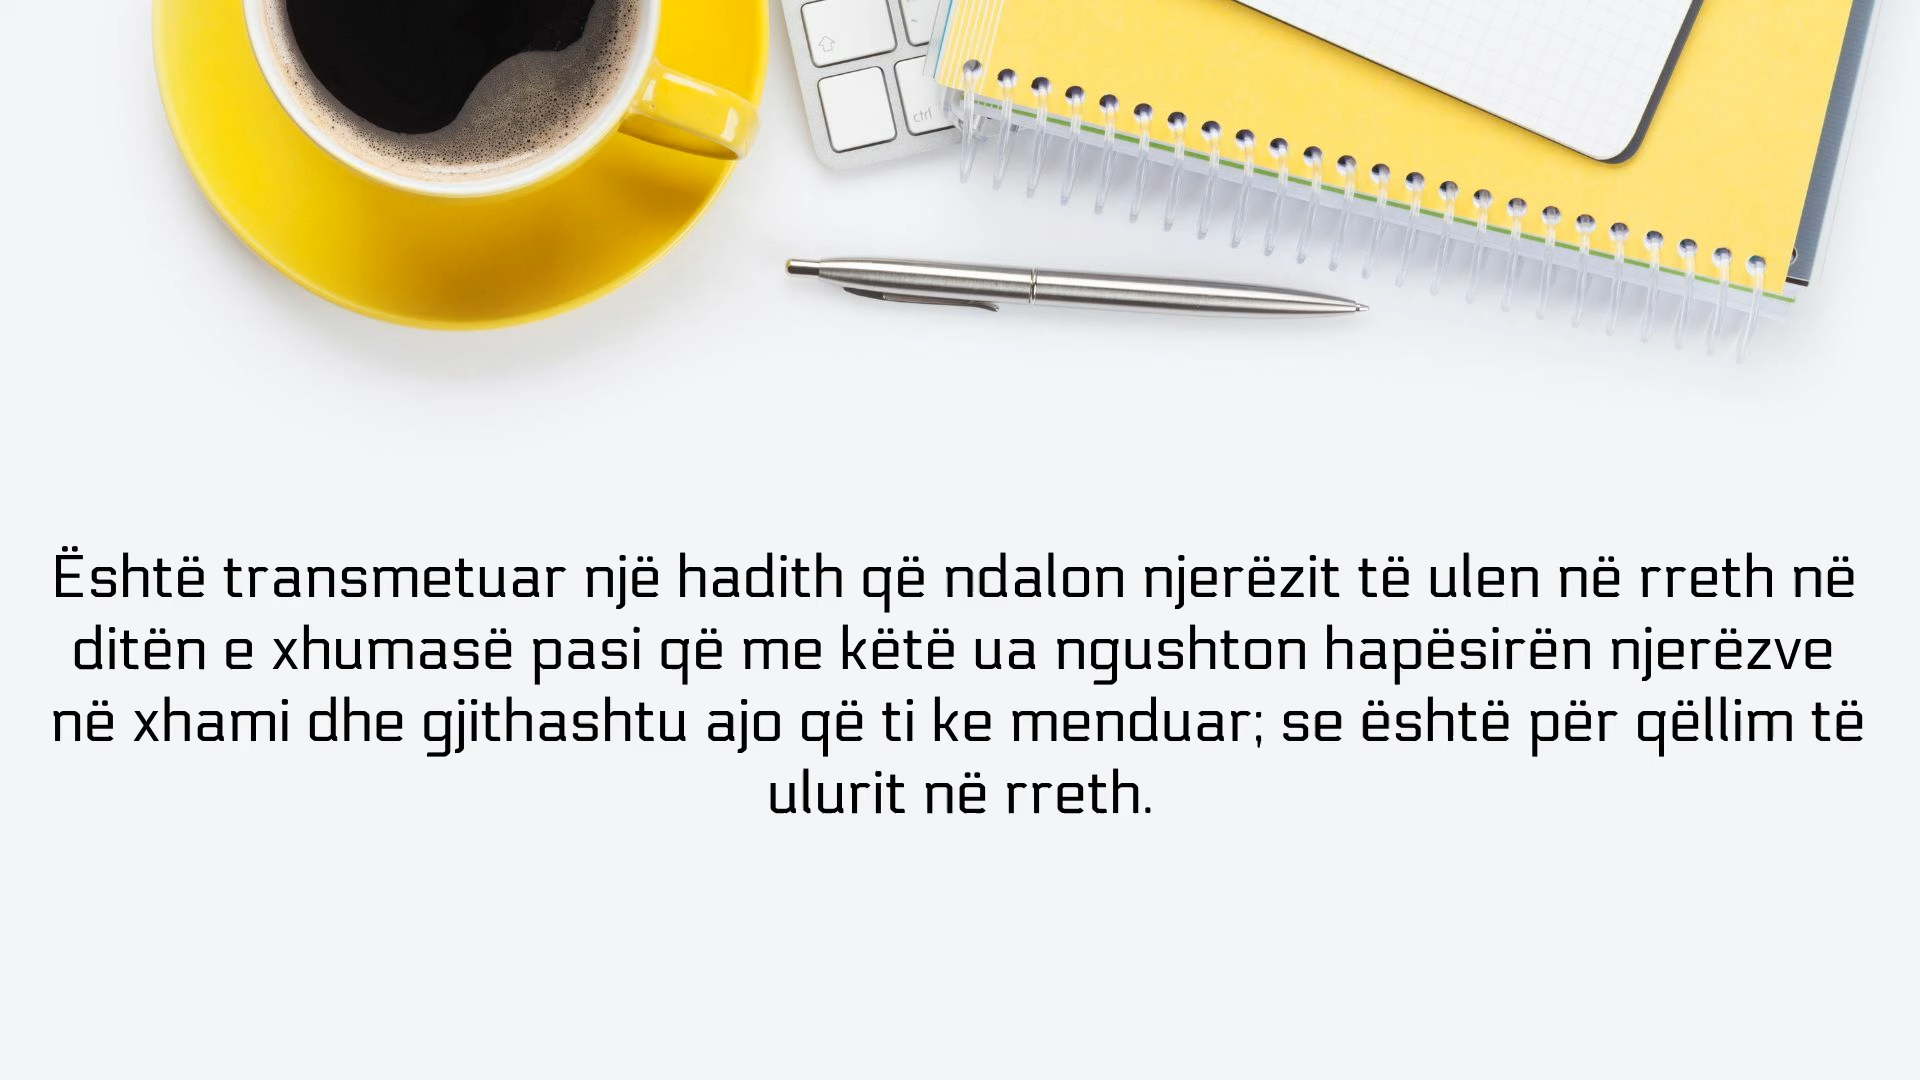 ctrl
Është transmetuar një hadith që ndalon njerëzit të ulen në rreth në
ditën e xhumasë pasi që me këtë ua ngushton hapësirën njerëzve
në xhami dhe gjithashtu ajo që ti ke menduar; se është për qëllim të
ulurit në rreth.